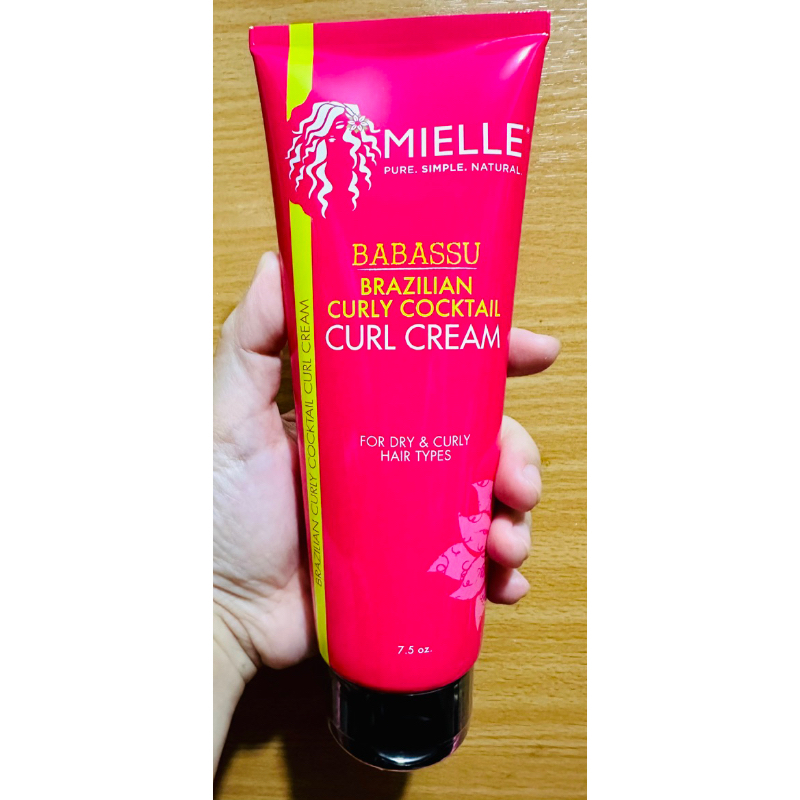 MIELLE
PURE. SIMPLE. NATURAL.
BABASSU
BRAZILIAN
CURLY COCKTAIL
CURL CREAM
FOR DRY & CURLY
HAIR TYPES
7.5 oz.
BRAZILIAN CURLY COCKTAIL CURL CREAM